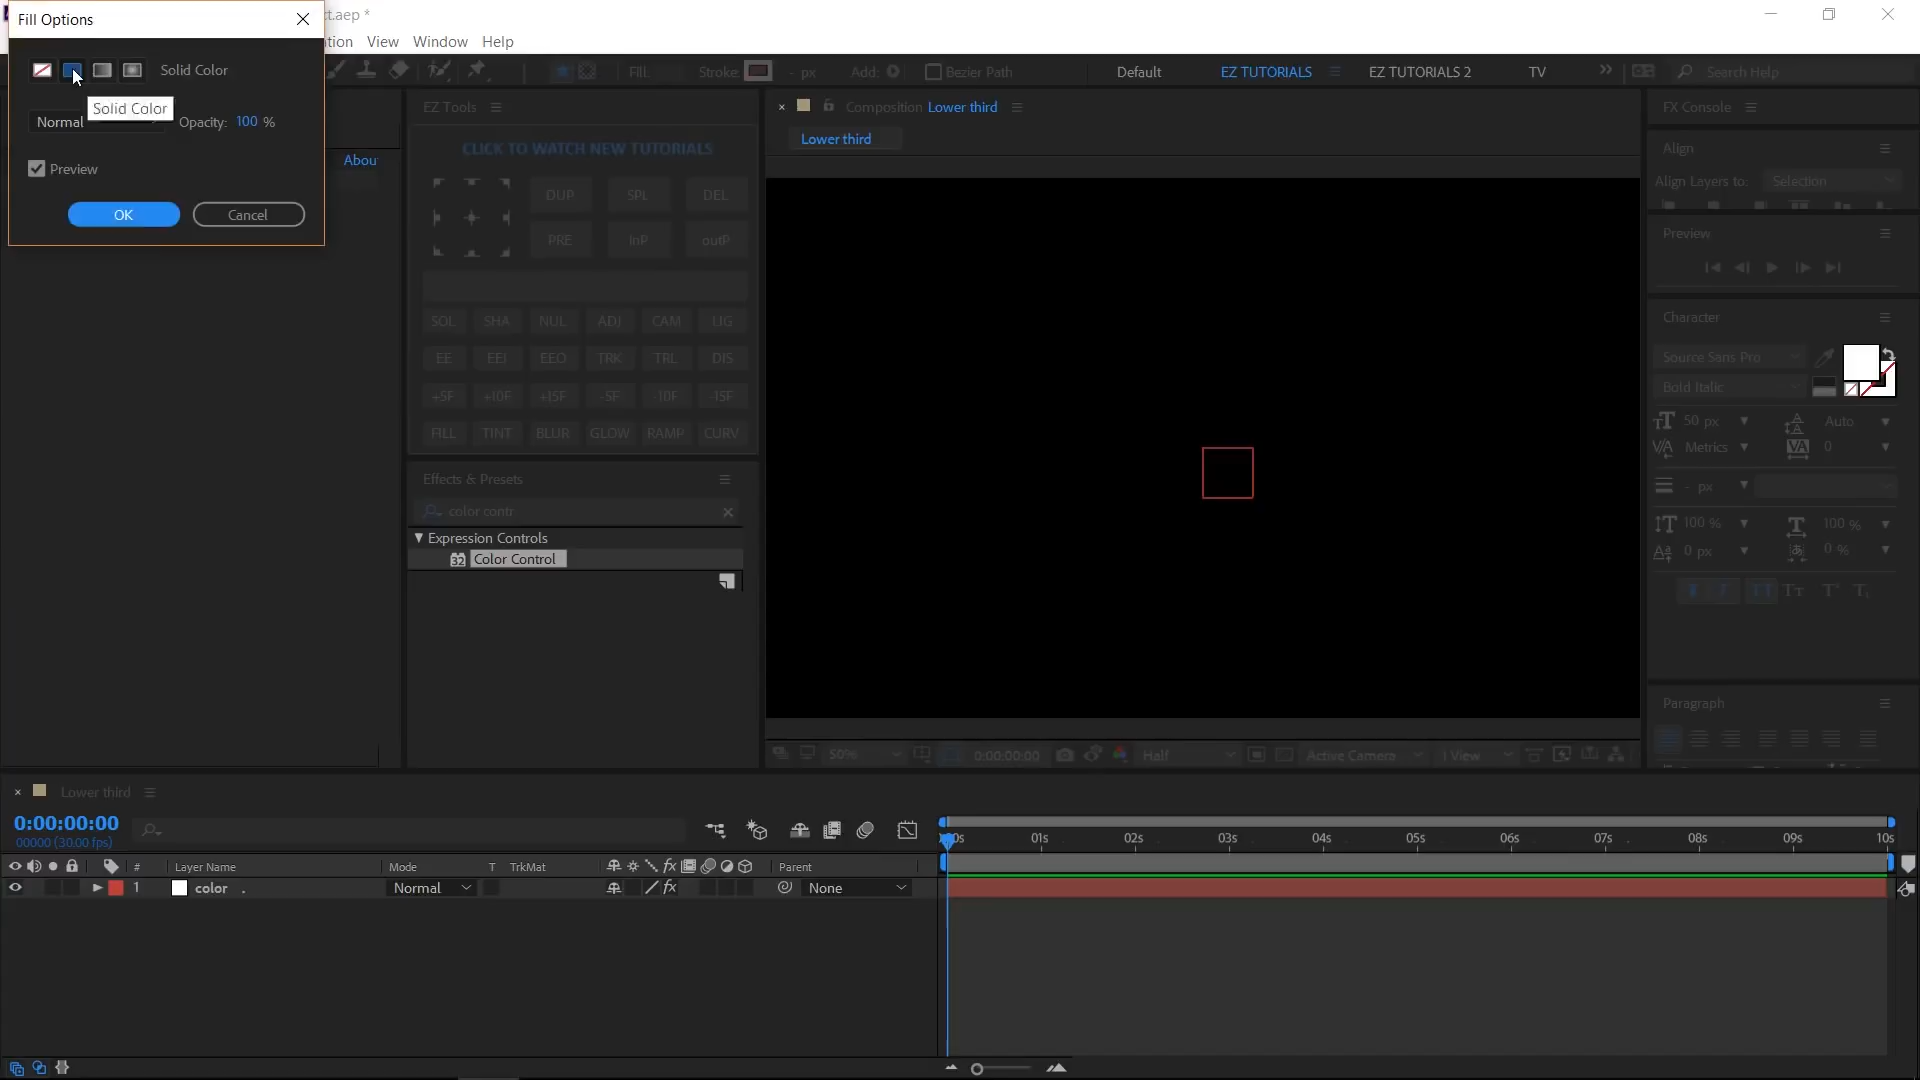 Fill Options
ct.aep *
tion View Window Help
Solid Color
Solid Color
Normal
Opacity: 100 %
Preview
OK
Cancel
Abou
Fill
Stroke:
- px
Add:
Bezier Path
Default
EZ TUTORIALS
EZ TUTORIALS 2
TV
Search Help
EZ Tools
CLICK TO WATCH NEW TUTORIALS
DUP SPL DEL
PRE InP outP
SOL SHA NUL ADJ CAM LIG
EE EEI EEO TRK TRL DIS
+5F +10F +15F -5F -10F -15F
FILL TINT BLUR GLOW RAMP CURV
Effects & Presets
color contr
Expression Controls
32 Color Control
Composition Lower third
Lower third
50%
0:00:00:00
Half
Active Camera
1 View
FX Console
Align
Align Layers to: Selection
Preview
Character
Source Sans Pro
Bold Italic
50 px
Auto
Metrics
0
- px
100 %
100 %
0 px
0 %
Paragraph
Lower third
0:00:00:00
00000 (30.00 fps)
# Layer Name Mode T TrkMat Parent
1 color . Normal fx None
00s 01s 02s 03s 04s 05s 06s 07s 08s 09s 10s